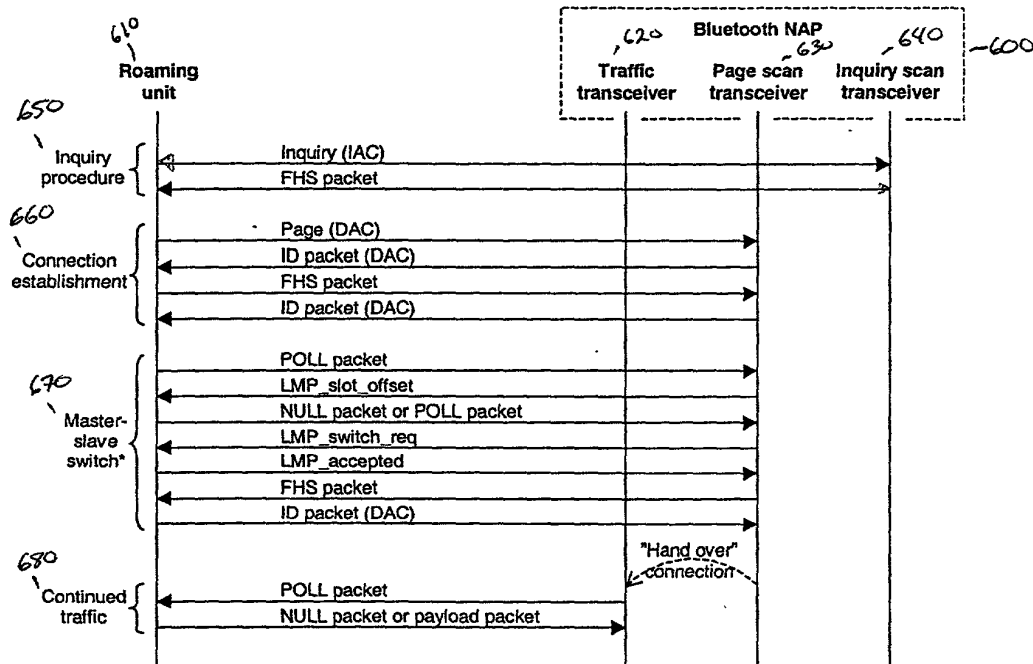 610
620
Bluetooth NAP
630
640
600
Roaming
unit
Traffic
transceiver
Page scan
transceiver
Inquiry scan
transceiver
650
Inquiry
procedure
Inquiry (IAC)
FHS packet
660
Connection
establishment
Page (DAC)
ID packet (DAC)
FHS packet
ID packet (DAC)
670
Master-
slave
switch*
POLL packet
LMP_slot_offset
NULL packet or POLL packet
LMP_switch_req
LMP_accepted
FHS packet
ID packet (DAC)
"Hand over"
connection
680
Continued
traffic
POLL packet
NULL packet or payload packet